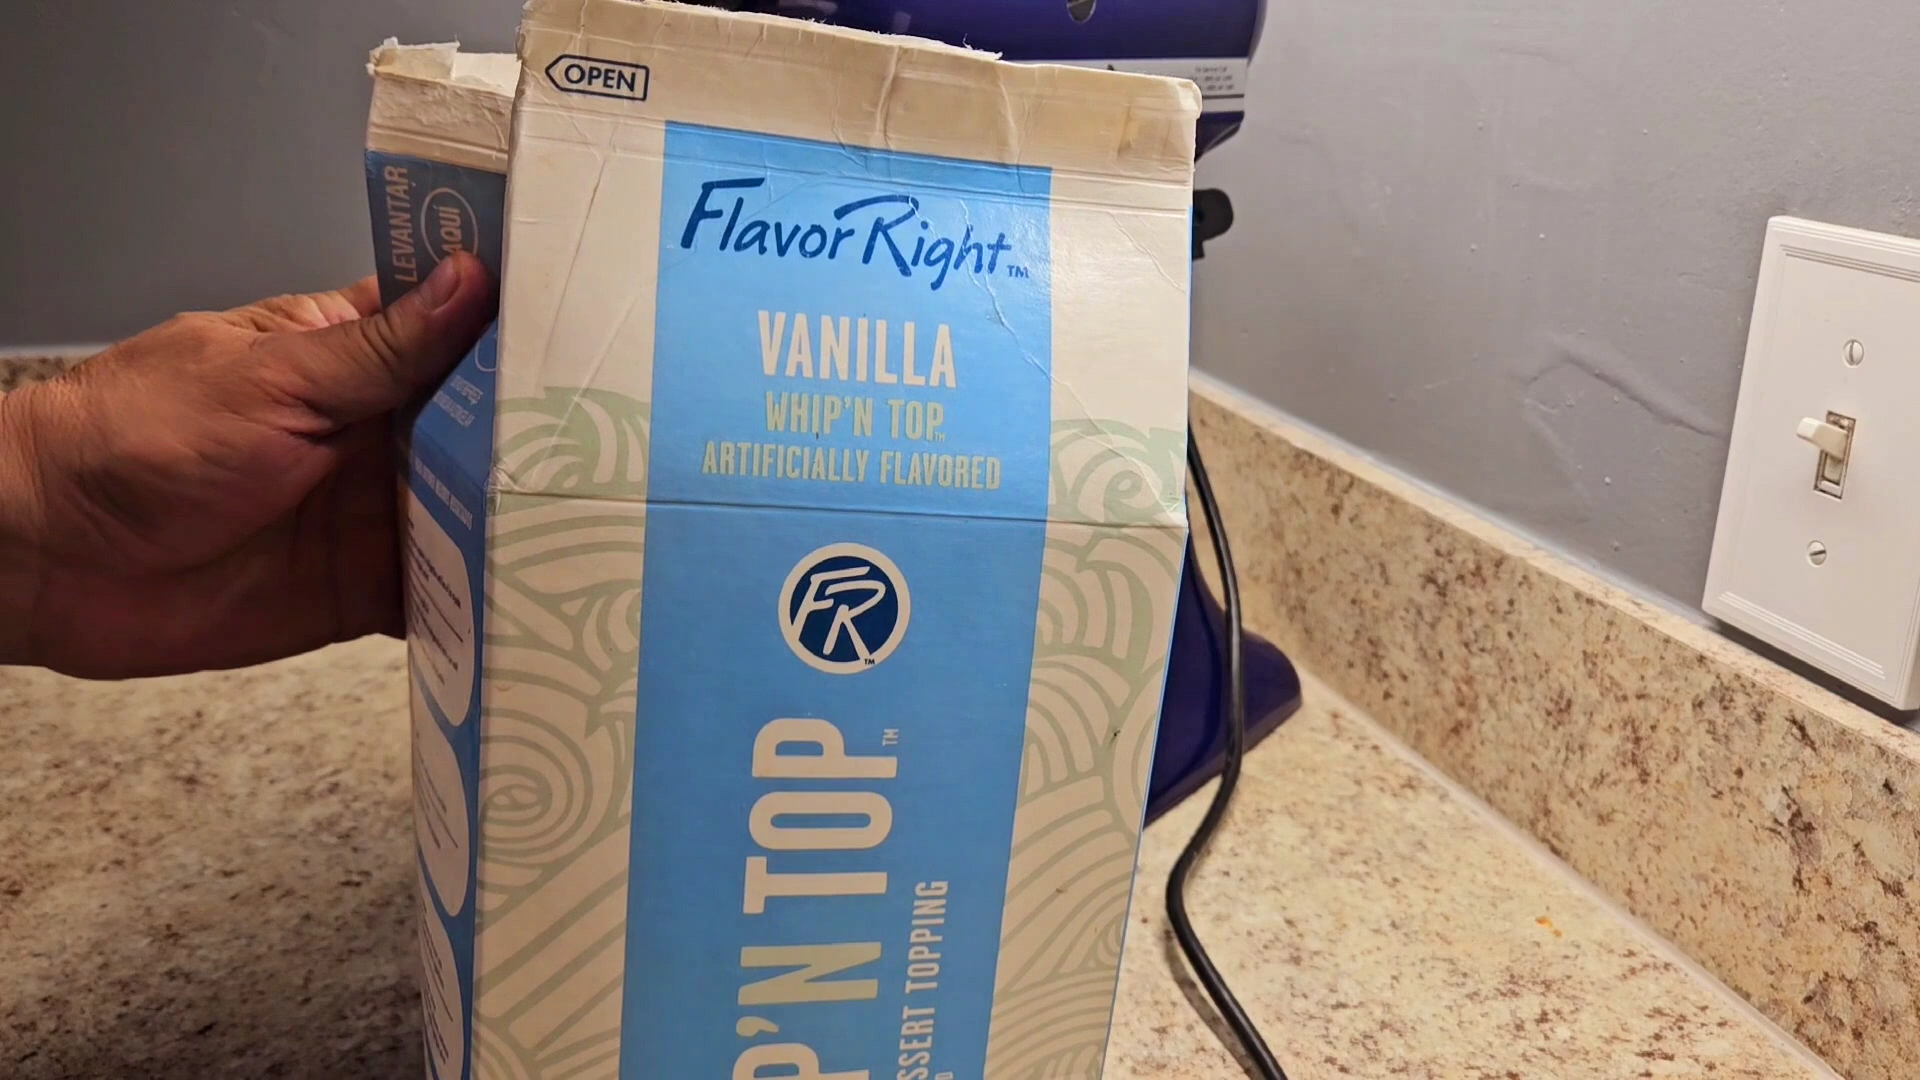 OPEN
LEVANTAR
AQUÍ
FlavorRight™
VANILLA
WHIP'N TOP™
ARTIFICIALLY FLAVORED
FR™
P'N TOP™
SSERT TOPPING